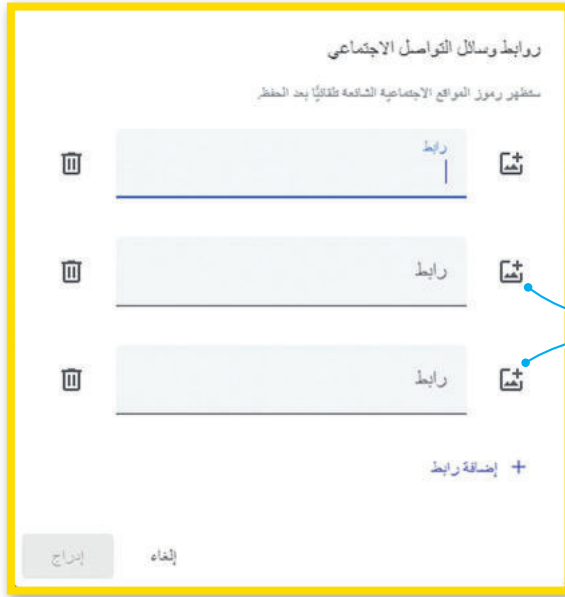 روابط وسائل التواصل الاجتماعي
ستظهر رموز المواقع الاجتماعية الشائعة تلقائيًّا بعد الحفظ.
رابط
رابط
رابط
+ إضافة رابط
إلغاء
إدراج